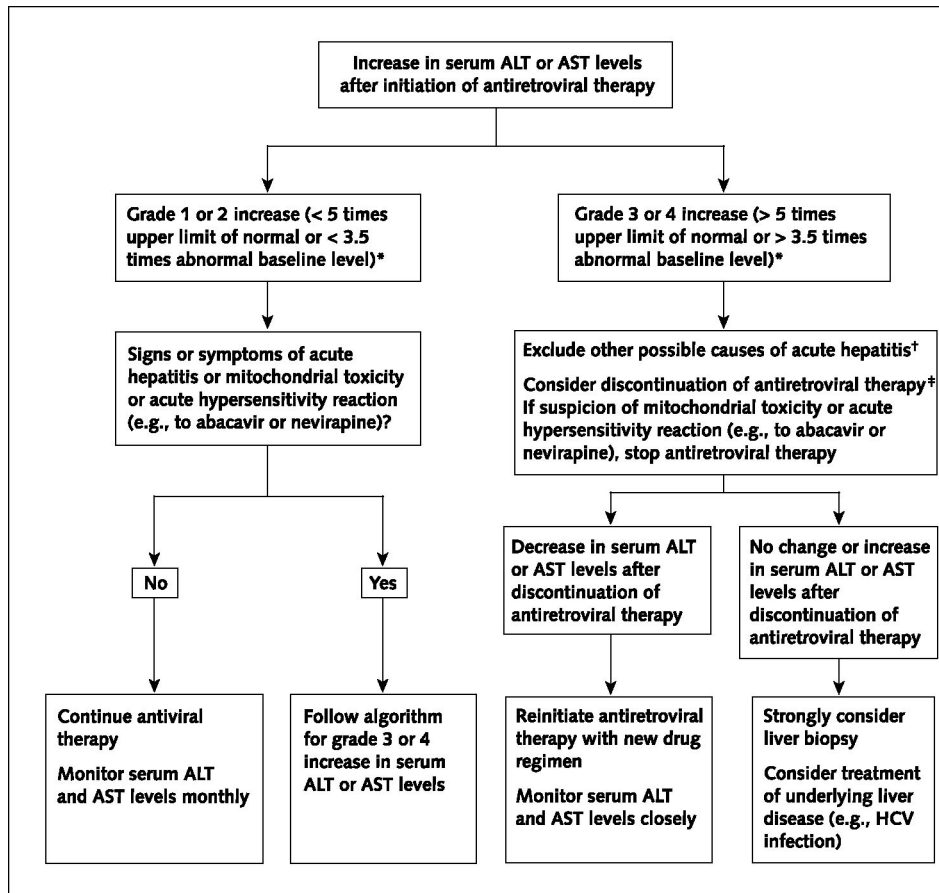 Increase in serum ALT or AST levels
after initiation of antiretroviral therapy
Grade 1 or 2 increase (< 5 times
upper limit of normal or < 3.5
times abnormal baseline level)*
Grade 3 or 4 increase (> 5 times
upper limit of normal or > 3.5 times
abnormal baseline level)*
Signs or symptoms of acute
hepatitis or mitochondrial toxicity
or acute hypersensitivity reaction
(e.g., to abacavir or nevirapine)?
Exclude other possible causes of acute hepatitis†
Consider discontinuation of antiretroviral therapy‡
If suspicion of mitochondrial toxicity or acute
hypersensitivity reaction (e.g., to abacavir or
nevirapine), stop antiretroviral therapy
No
Yes
Decrease in serum ALT
or AST levels after
discontinuation of
antiretroviral therapy
No change or increase
in serum ALT or AST
levels after
discontinuation of
antiretroviral therapy
Continue antiviral
therapy
Monitor serum ALT
and AST levels monthly
Follow algorithm
for grade 3 or 4
increase in serum
ALT or AST levels
Reinitiate antiretroviral
therapy with new drug
regimen
Monitor serum ALT
and AST levels closely
Strongly consider
liver biopsy
Consider treatment
of underlying liver
disease (e.g., HCV
infection)